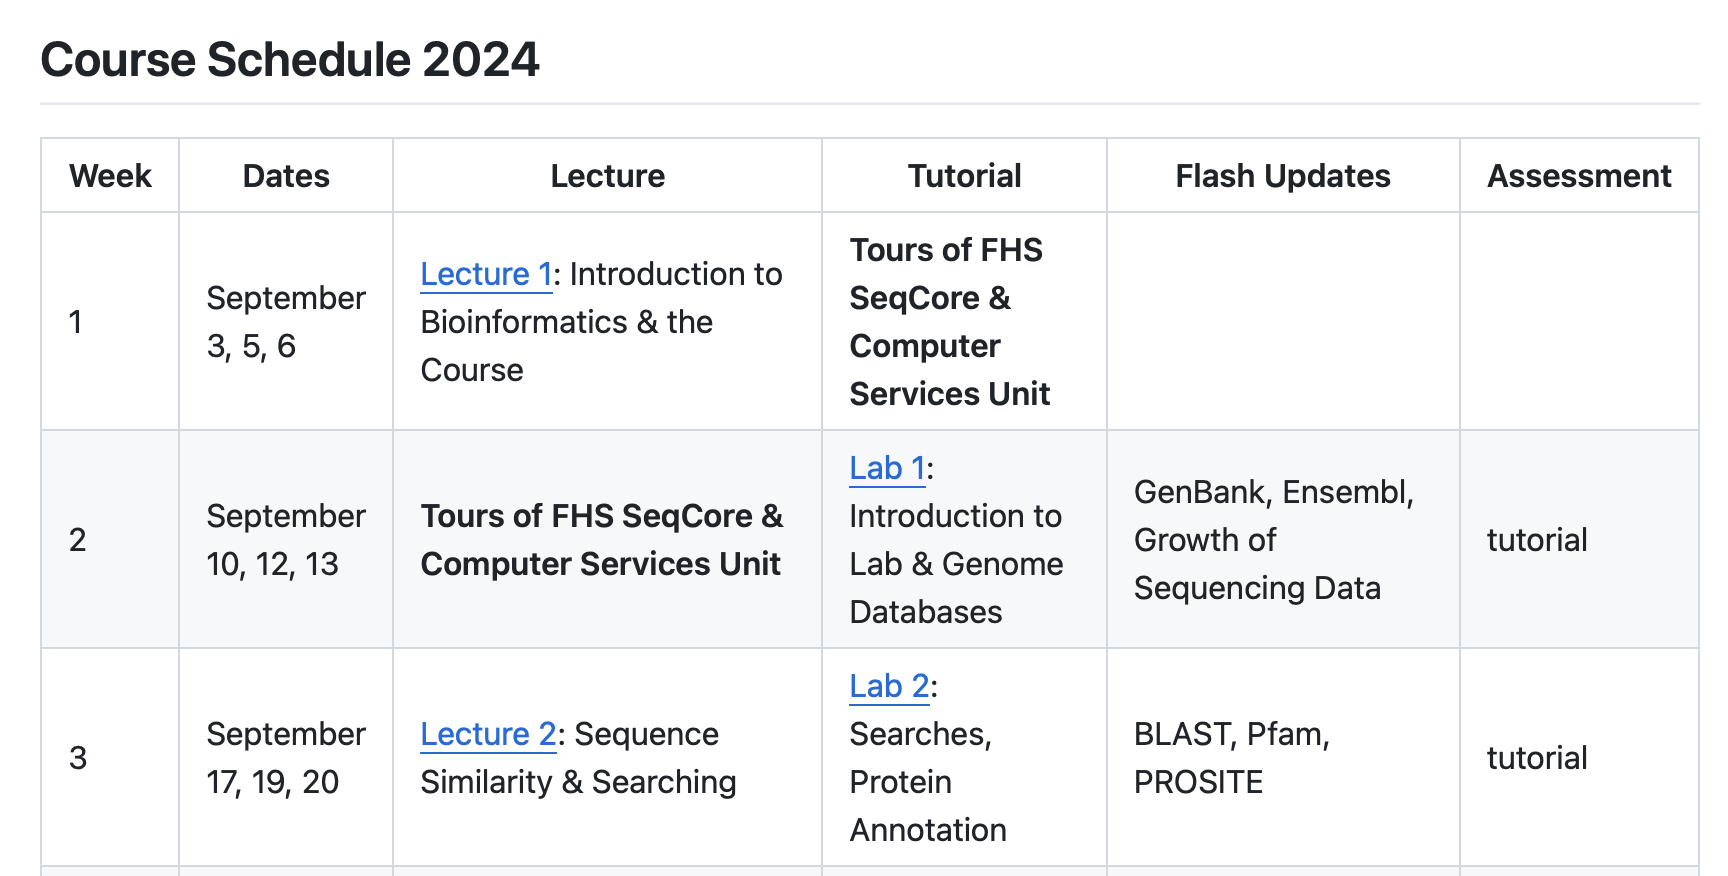 Course Schedule 2024
Week Dates Lecture Tutorial Flash Updates Assessment
1
September
3, 5, 6
Lecture 1: Introduction to
Bioinformatics & the
Course
Tours of FHS
SeqCore &
Computer
Services Unit
2
September
10, 12, 13
Tours of FHS SeqCore &
Computer Services Unit
Lab 1:
Introduction to
Lab & Genome
Databases
GenBank, Ensembl,
Growth of
Sequencing Data
tutorial
3
September
17, 19, 20
Lecture 2: Sequence
Similarity & Searching
Lab 2:
Searches,
Protein
Annotation
BLAST, Pfam,
PROSITE
tutorial